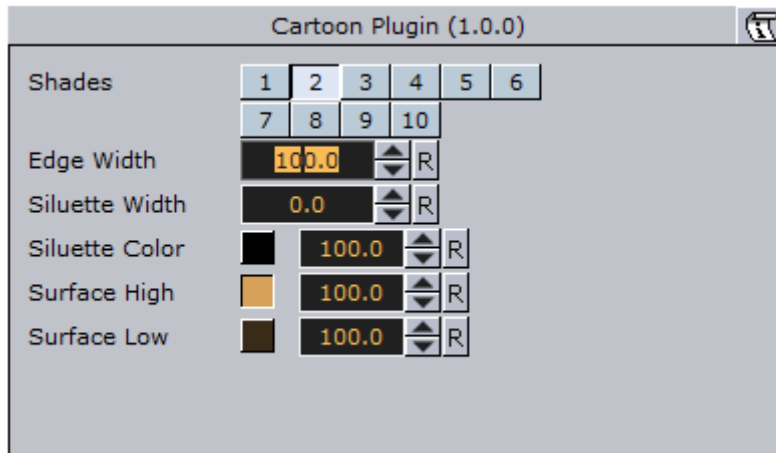 Cartoon Plugin (1.0.0)
Shades 1 2 3 4 5 6
7 8 9 10
Edge Width 100.0 R
Siluette Width 0.0 R
Siluette Color 100.0 R
Surface High 100.0 R
Surface Low 100.0 R